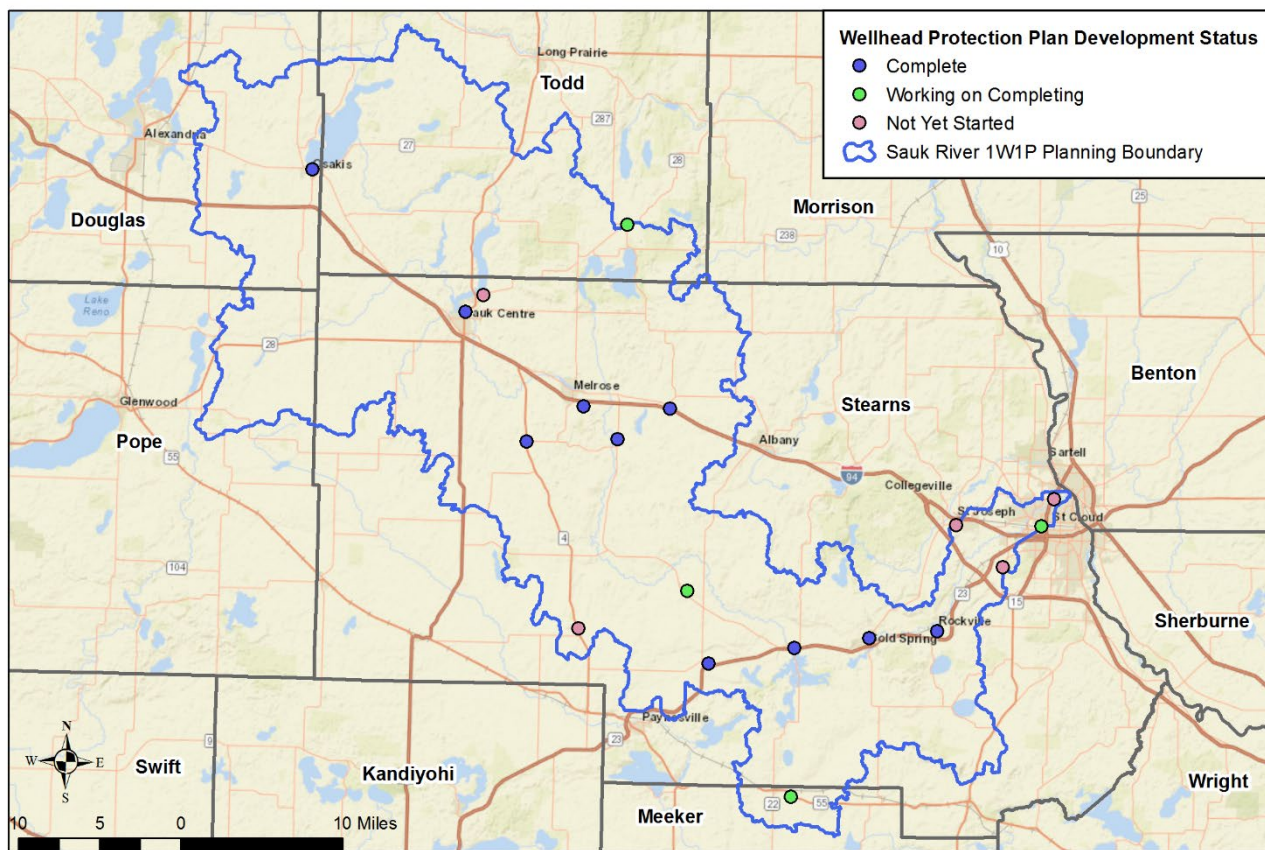 Wellhead Protection Plan Development Status
Complete
Working on Completing
Not Yet Started
Sauk River 1W1P Planning Boundary
Long Prairie
Todd
287
27
28
Alexandria
Osakis
25
Douglas
Morrison
238
10
Lake
Reno
auk Centre
28
Benton
Melrose
Glenwood
Stearns
Pope
Albany
Sartell
55
94
Collegeville
St Joseph
St Cloud
4
104
23
15
Rockville
Sherburne
old Spring
Paynesville
23
9
N
W
E
S
Swift
Kandiyohi
Wright
22
55
Meeker
10 5 0 10 Miles